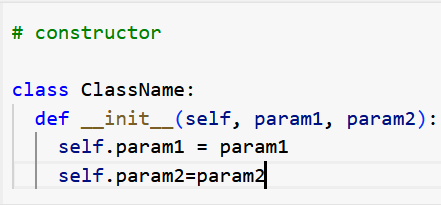 # constructor
class ClassName:
def __init__(self, param1, param2):
self.param1 = param1
self.param2=param2